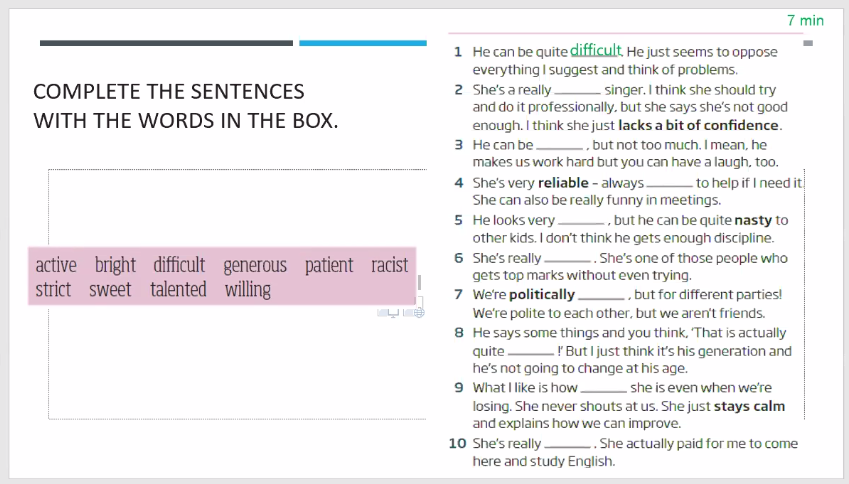 7 min
COMPLETE THE SENTENCES
WITH THE WORDS IN THE BOX.
active bright difficult generous patient racist
strict sweet talented willing
1 He can be quite difficult. He just seems to oppose
everything I suggest and think of problems.
2 She's a really ______ singer. I think she should try
and do it professionally, but she says she's not good
enough. I think she just lacks a bit of confidence.
3 He can be ______ , but not too much. I mean, he
makes us work hard but you can have a laugh, too.
4 She's very reliable – always ______ to help if I need it.
She can also be really funny in meetings.
5 He looks very ______ , but he can be quite nasty to
other kids. I don't think he gets enough discipline.
6 She's really ______ . She's one of those people who
gets top marks without even trying.
7 We're politically ______ , but for different parties!
We're polite to each other, but we aren't friends.
8 He says some things and you think, 'That is actually
quite ______ !' But I just think it's his generation and
he's not going to change at his age.
9 What I like is how ______ she is even when we're
losing. She never shouts at us. She just stays calm
and explains how we can improve.
10 She's really ______ . She actually paid for me to come
here and study English.